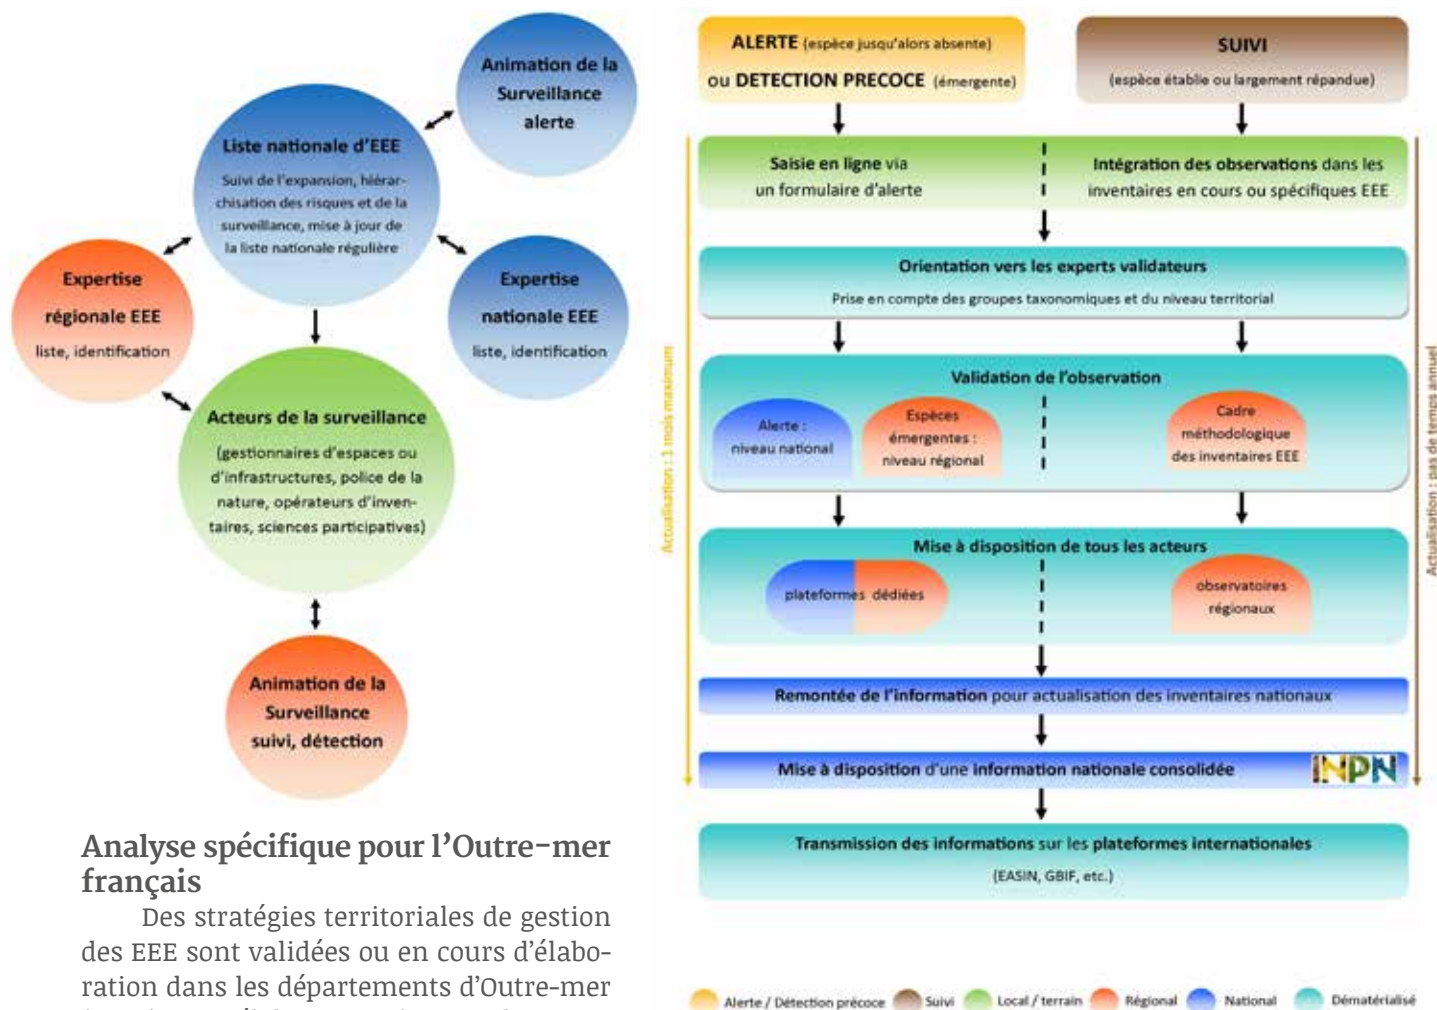 Animation de la
Surveillance
alerte
Liste nationale d'EEE
Suivi de l'expansion, hiérar-
chisation des risques et de la
surveillance, mise à jour de
la liste nationale régulière
Expertise
régionale EEE
liste, identification
Expertise
nationale EEE
liste, identification
Acteurs de la surveillance
(gestionnaires d'espaces ou
d'infrastructures, police de la
nature, opérateurs d'inven-
taires, sciences participatives)
Animation de la
Surveillance
suivi, détection
Analyse spécifique pour l'Outre-mer
français
Des stratégies territoriales de gestion
des EEE sont validées ou en cours d'élabo-
ration dans les départements d'Outre-mer
ALERTE (espèce jusqu'alors absente)
ou DETECTION PRECOCE (émergente)
SUIVI
(espèce établie ou largement répandue)
Saisie en ligne via
un formulaire d'alerte
Intégration des observations dans les
inventaires en cours ou spécifiques EEE
Orientation vers les experts validateurs
Prise en compte des groupes taxonomiques et du niveau territorial
Validation de l'observation
Alerte :
niveau national
Espèces
émergentes :
niveau régional
Cadre
méthodologique
des inventaires EEE
Mise à disposition de tous les acteurs
plateformes dédiées
observatoires
régionaux
Remontée de l'information pour actualisation des inventaires nationaux
Mise à disposition d'une information nationale consolidée
INPN
Transmission des informations sur les plateformes internationales
(EASIN, GBIF, etc.)
Actualisation : 1 mois maximum
Actualisation : pas de temps annuel
Alerte / Détection précoce
Suivi
Local / terrain
Régional
National
Dématérialisé